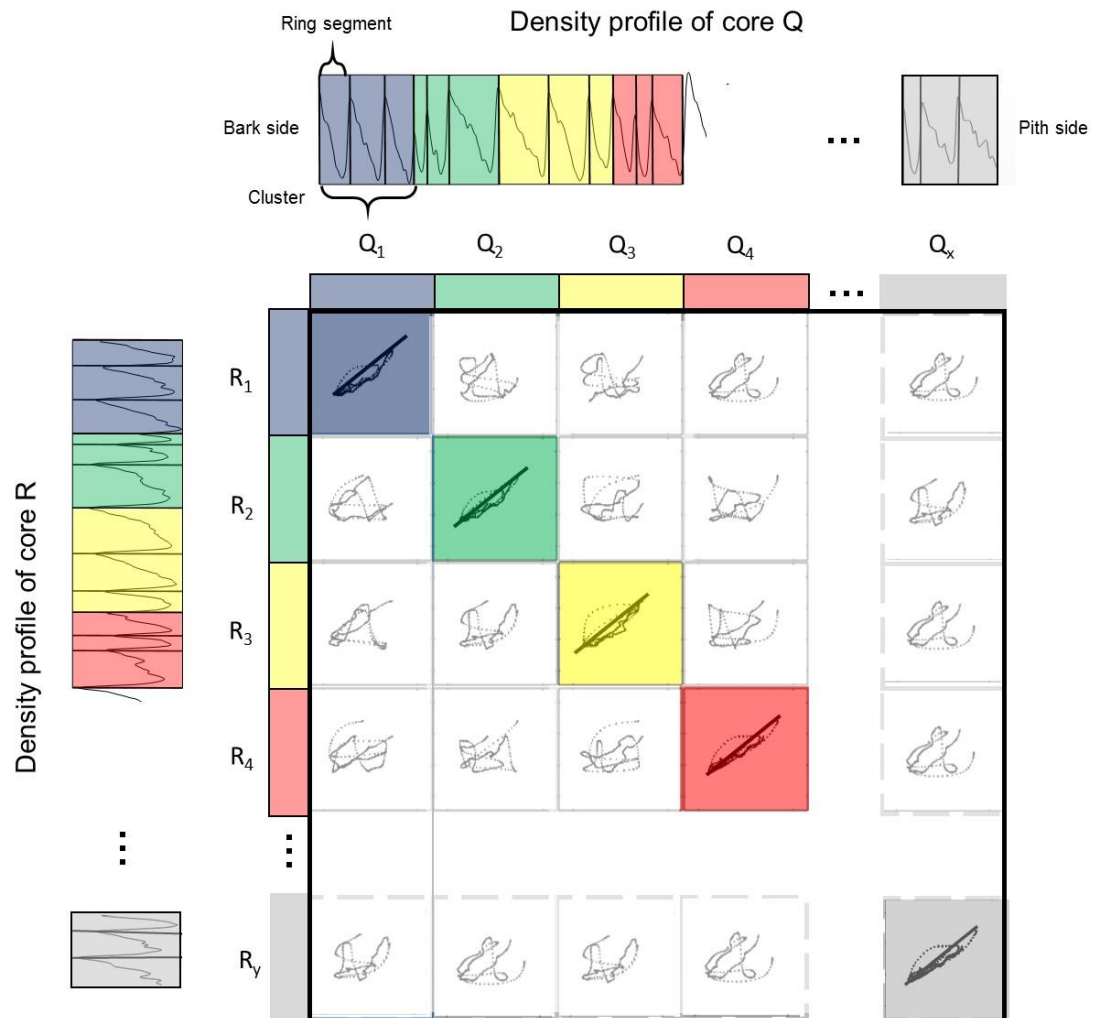 Density profile of core Q
Ring segment
Bark side
Pith side
...
Cluster
Q1 Q2 Q3 Q4 Qx
...
Density profile of core R
R1
R2
R3
R4
...
...
Ry